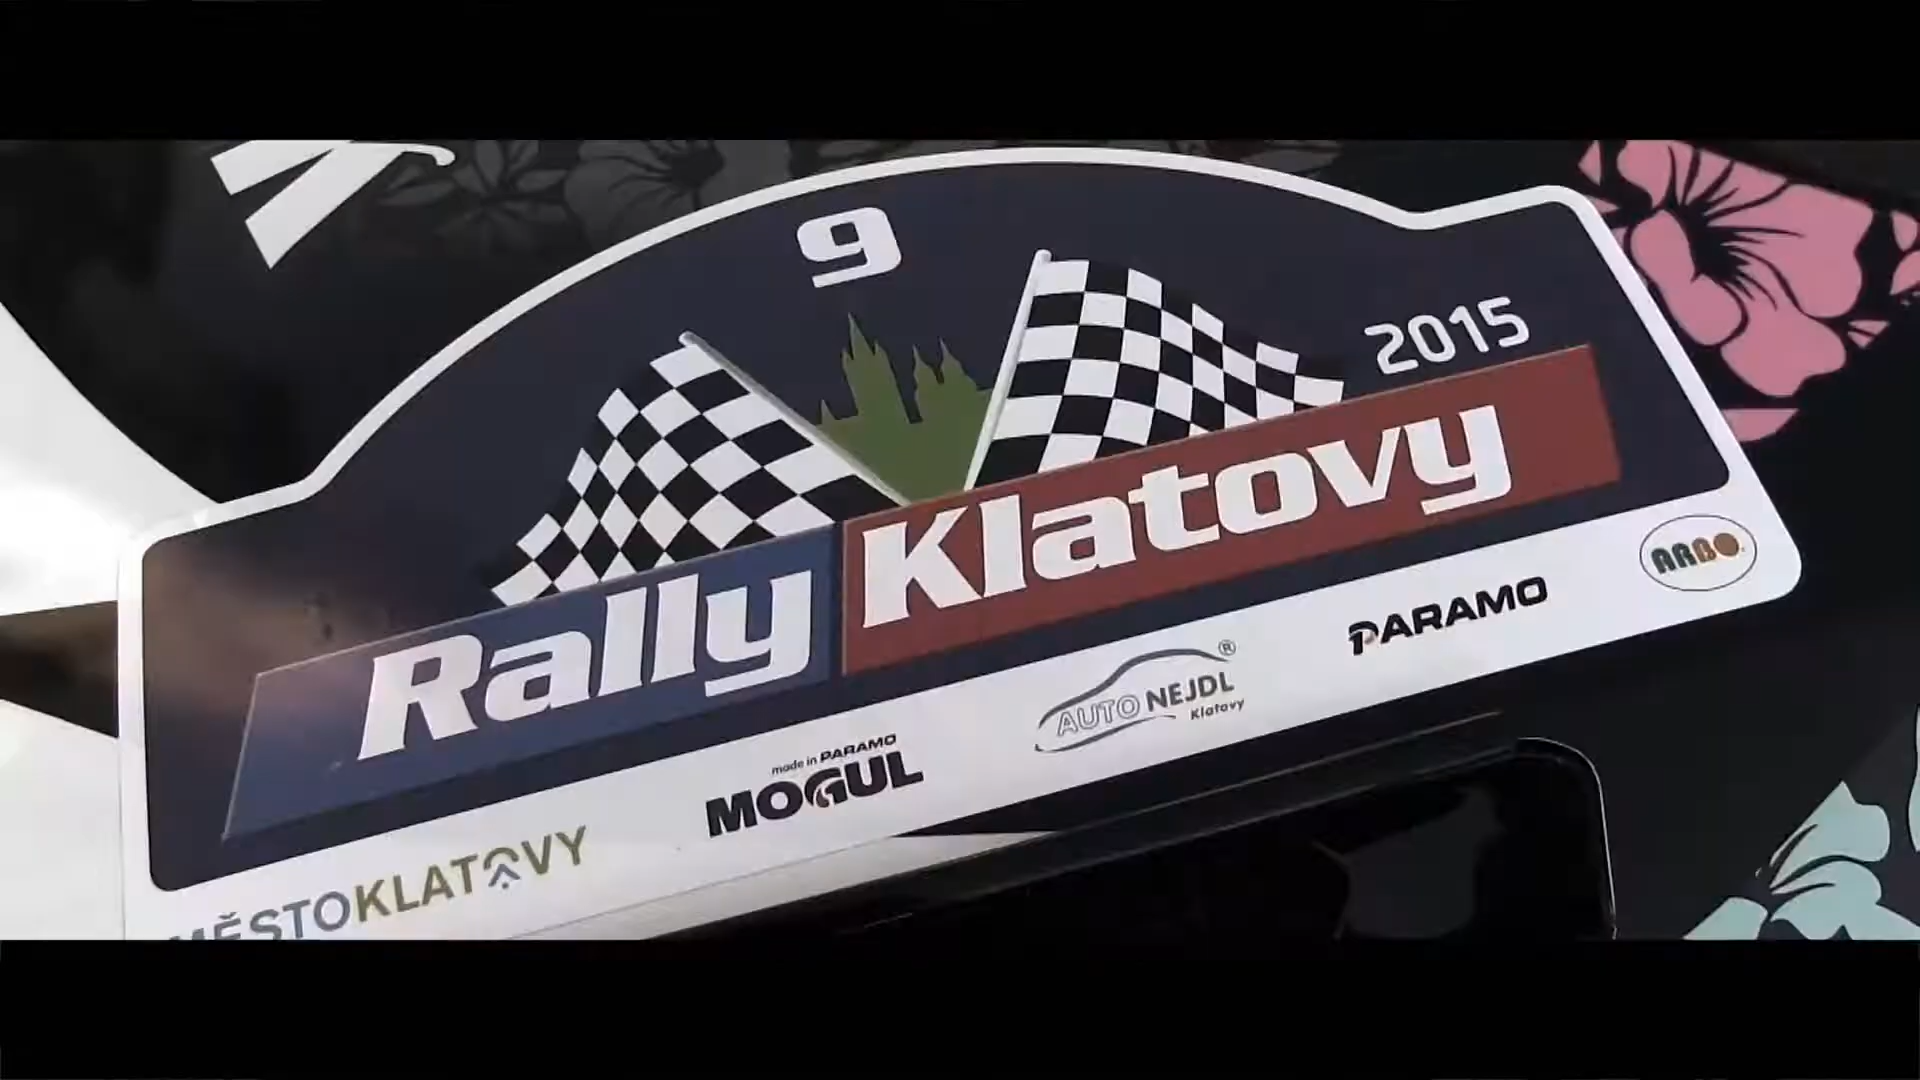 9
2015
Rally Klatovy
MĚSTOKLATOVY
made in PARAMO
MOGUL
AUTO NEJDL ®
Klatovy
PARAMO
ARBO